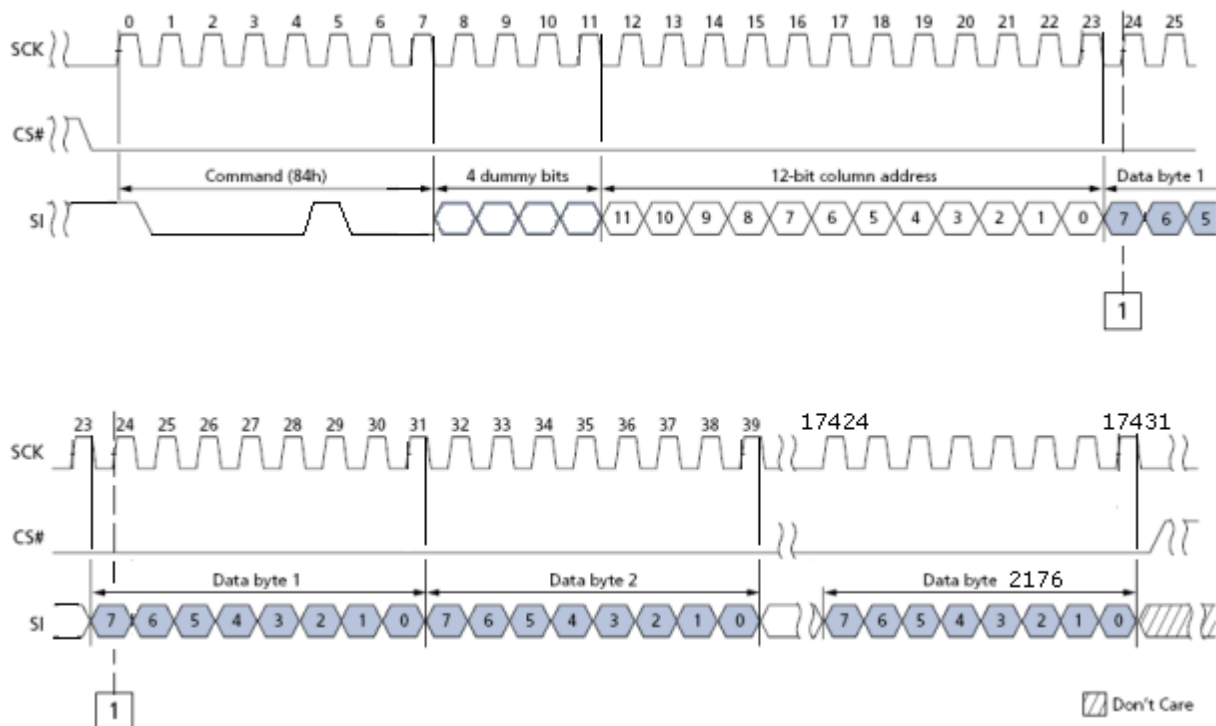 0 1 2 3 4 5 6 7 8 9 10 11 12 13 14 15 16 17 18 19 20 21 22 23 24 25
SCK
CS#
Command (84h) 4 dummy bits 12-bit column address Data byte 1
SI 11 10 9 8 7 6 5 4 3 2 1 0 7 6 5
1
23 24 25 26 27 28 29 30 31 32 33 34 35 36 37 38 39 17424 17431
SCK
CS#
Data byte 1 Data byte 2 Data byte 2176
SI 7 6 5 4 3 2 1 0 7 6 5 4 3 2 1 0 7 6 5 4 3 2 1 0
1
Don't Care